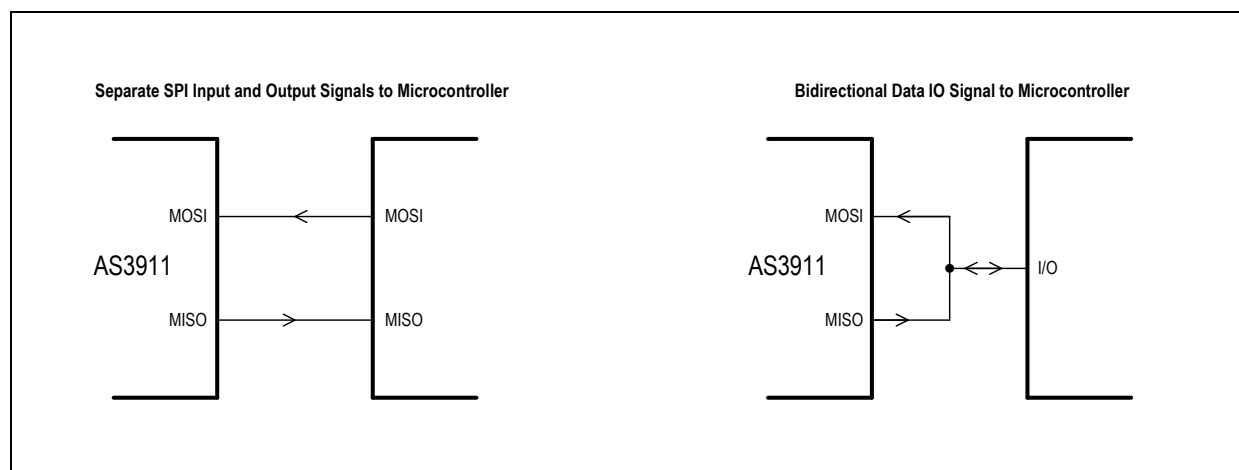 Separate SPI Input and Output Signals to Microcontroller
MOSI
MOSI
AS3911
MISO
MISO
Bidirectional Data IO Signal to Microcontroller
MOSI
AS3911
I/O
MISO